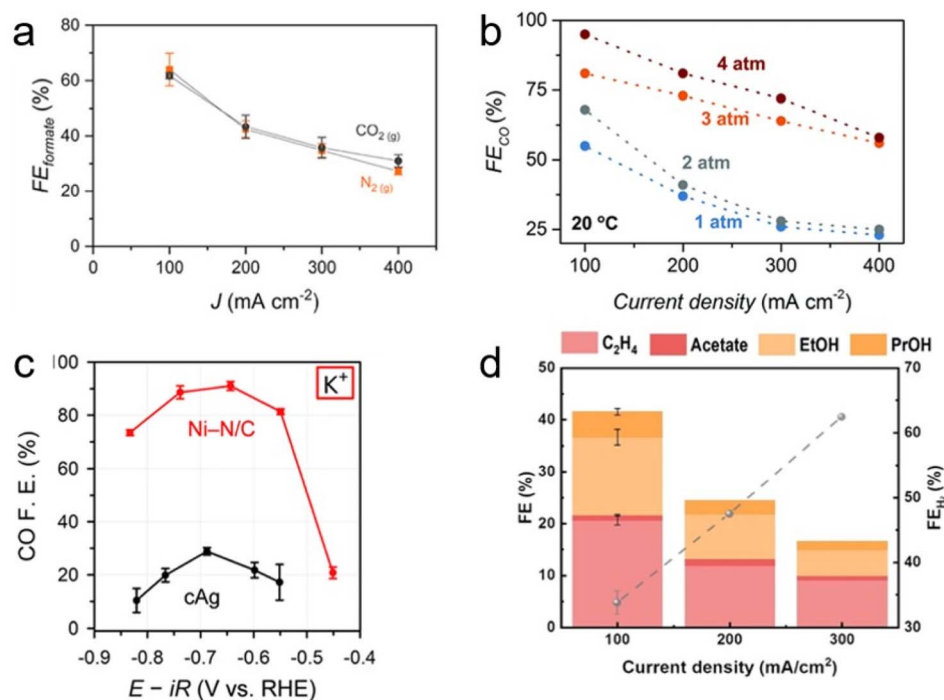 a
80
60
40
20
0
0 100 200 300 400
FE formate (%)
CO2 (g)
N2 (g)
J (mA cm-2)
b
100
75
50
25
FECO (%)
4 atm
3 atm
2 atm
1 atm
20 ºC
100 200 300 400
Current density (mA cm-2)
c
100
80
60
40
20
0
CO F. E. (%)
K+
Ni–N/C
cAg
-0.9 -0.8 -0.7 -0.6 -0.5 -0.4
E – iR (V vs. RHE)
C2H4 Acetate EtOH PrOH
d
50
40
30
20
10
0
FE (%)
70
60
50
40
30
FEH2 (%)
100 200 300
Current density (mA/cm2)